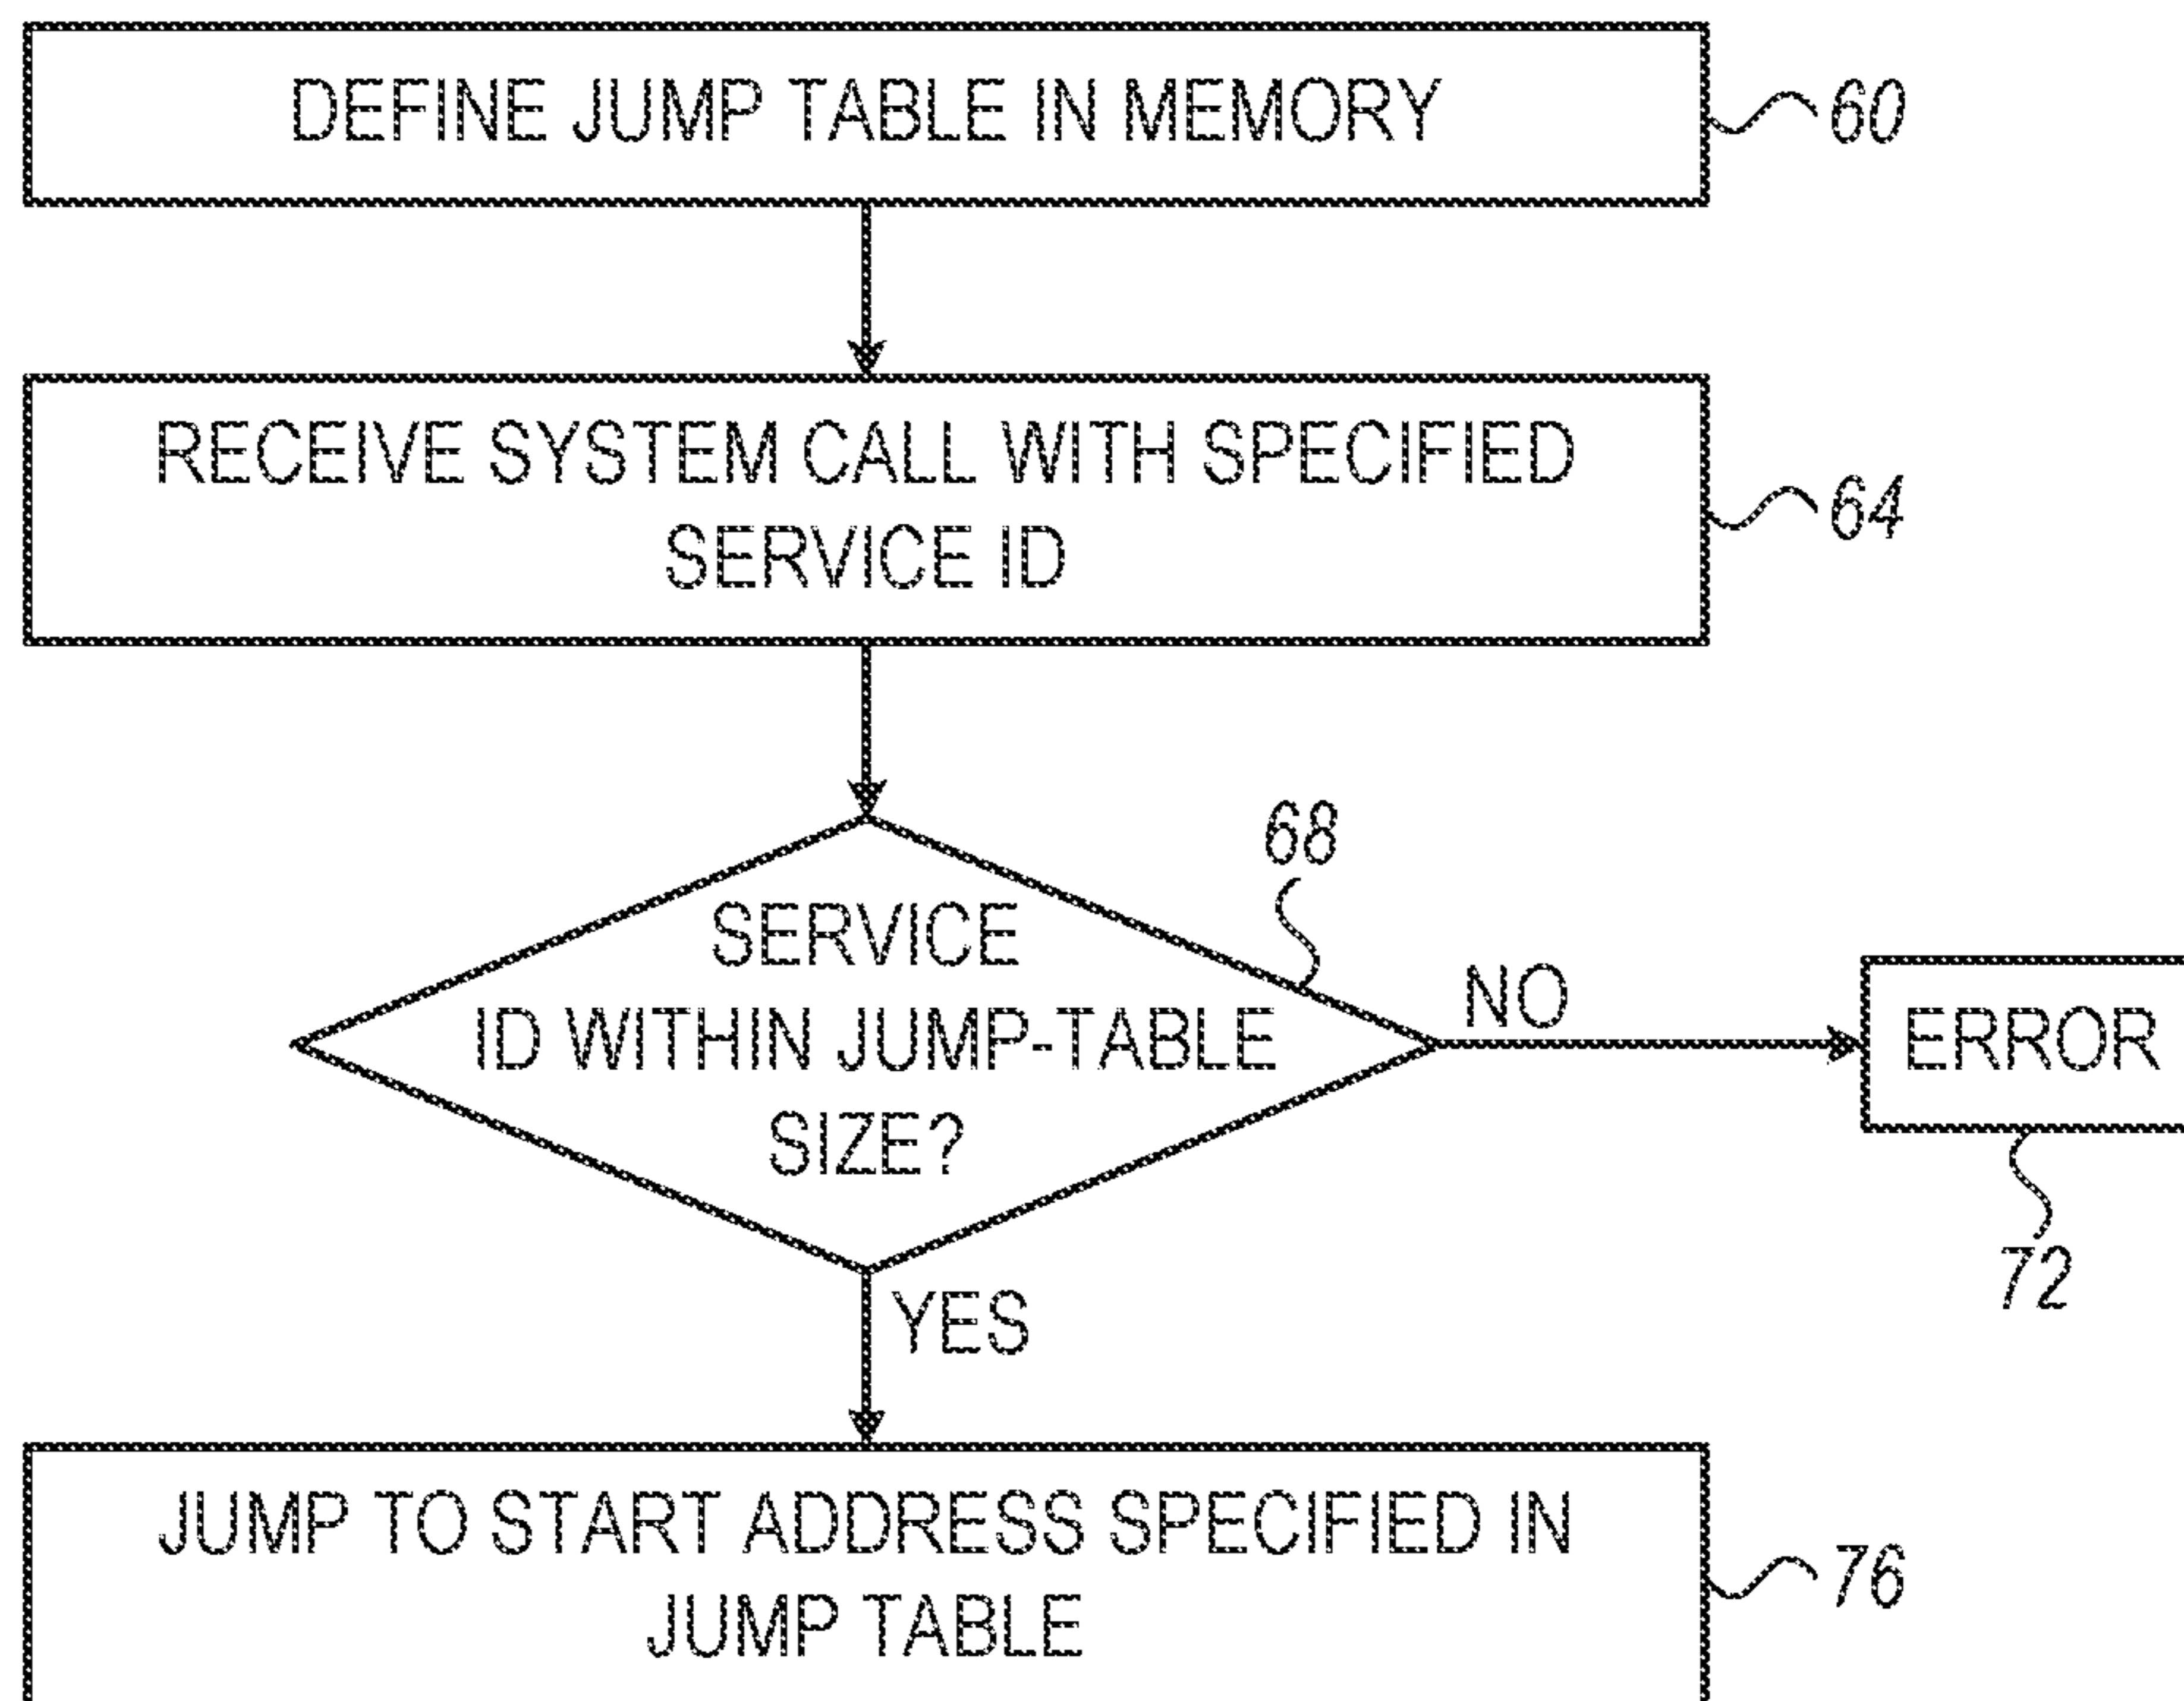 DEFINE JUMP TABLE IN MEMORY
60
RECEIVE SYSTEM CALL WITH SPECIFIED
SERVICE ID
64
68
SERVICE
ID WITHIN JUMP-TABLE
SIZE?
NO
ERROR
72
YES
JUMP TO START ADDRESS SPECIFIED IN
JUMP TABLE
76